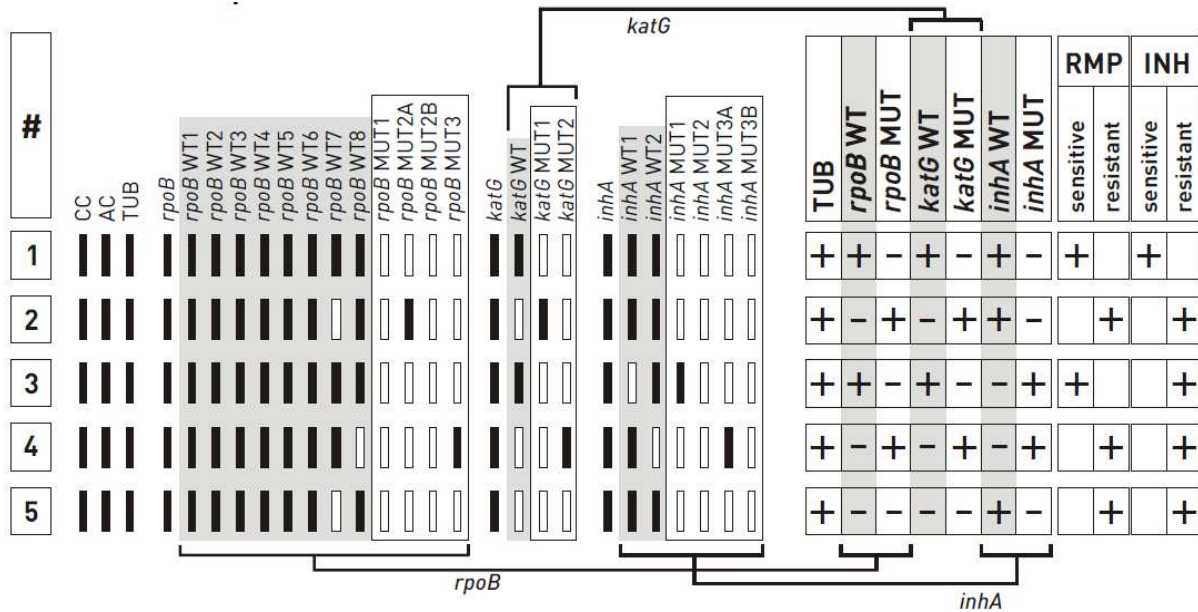 katG
#
CC
AC
TUB
rpoB
rpoB WT1
rpoB WT2
rpoB WT3
rpoB WT4
rpoB WT5
rpoB WT6
rpoB WT7
rpoB WT8
rpoB MUT1
rpoB MUT2A
rpoB MUT2B
rpoB MUT3
katG
katG WT
katG MUT1
katG MUT2
inhA
inhA WT1
inhA WT2
inhA MUT1
inhA MUT2
inhA MUT3A
inhA MUT3B
TUB
rpoB WT
rpoB MUT
katG WT
katG MUT
inhA WT
inhA MUT
RMP INH
sensitive
resistant
sensitive
resistant
1 + + − + − + − + +
2 + − + − + + − + +
3 + + − + − − + + +
4 + − + − + − + + +
5 + − − − − + − + +
rpoB
inhA